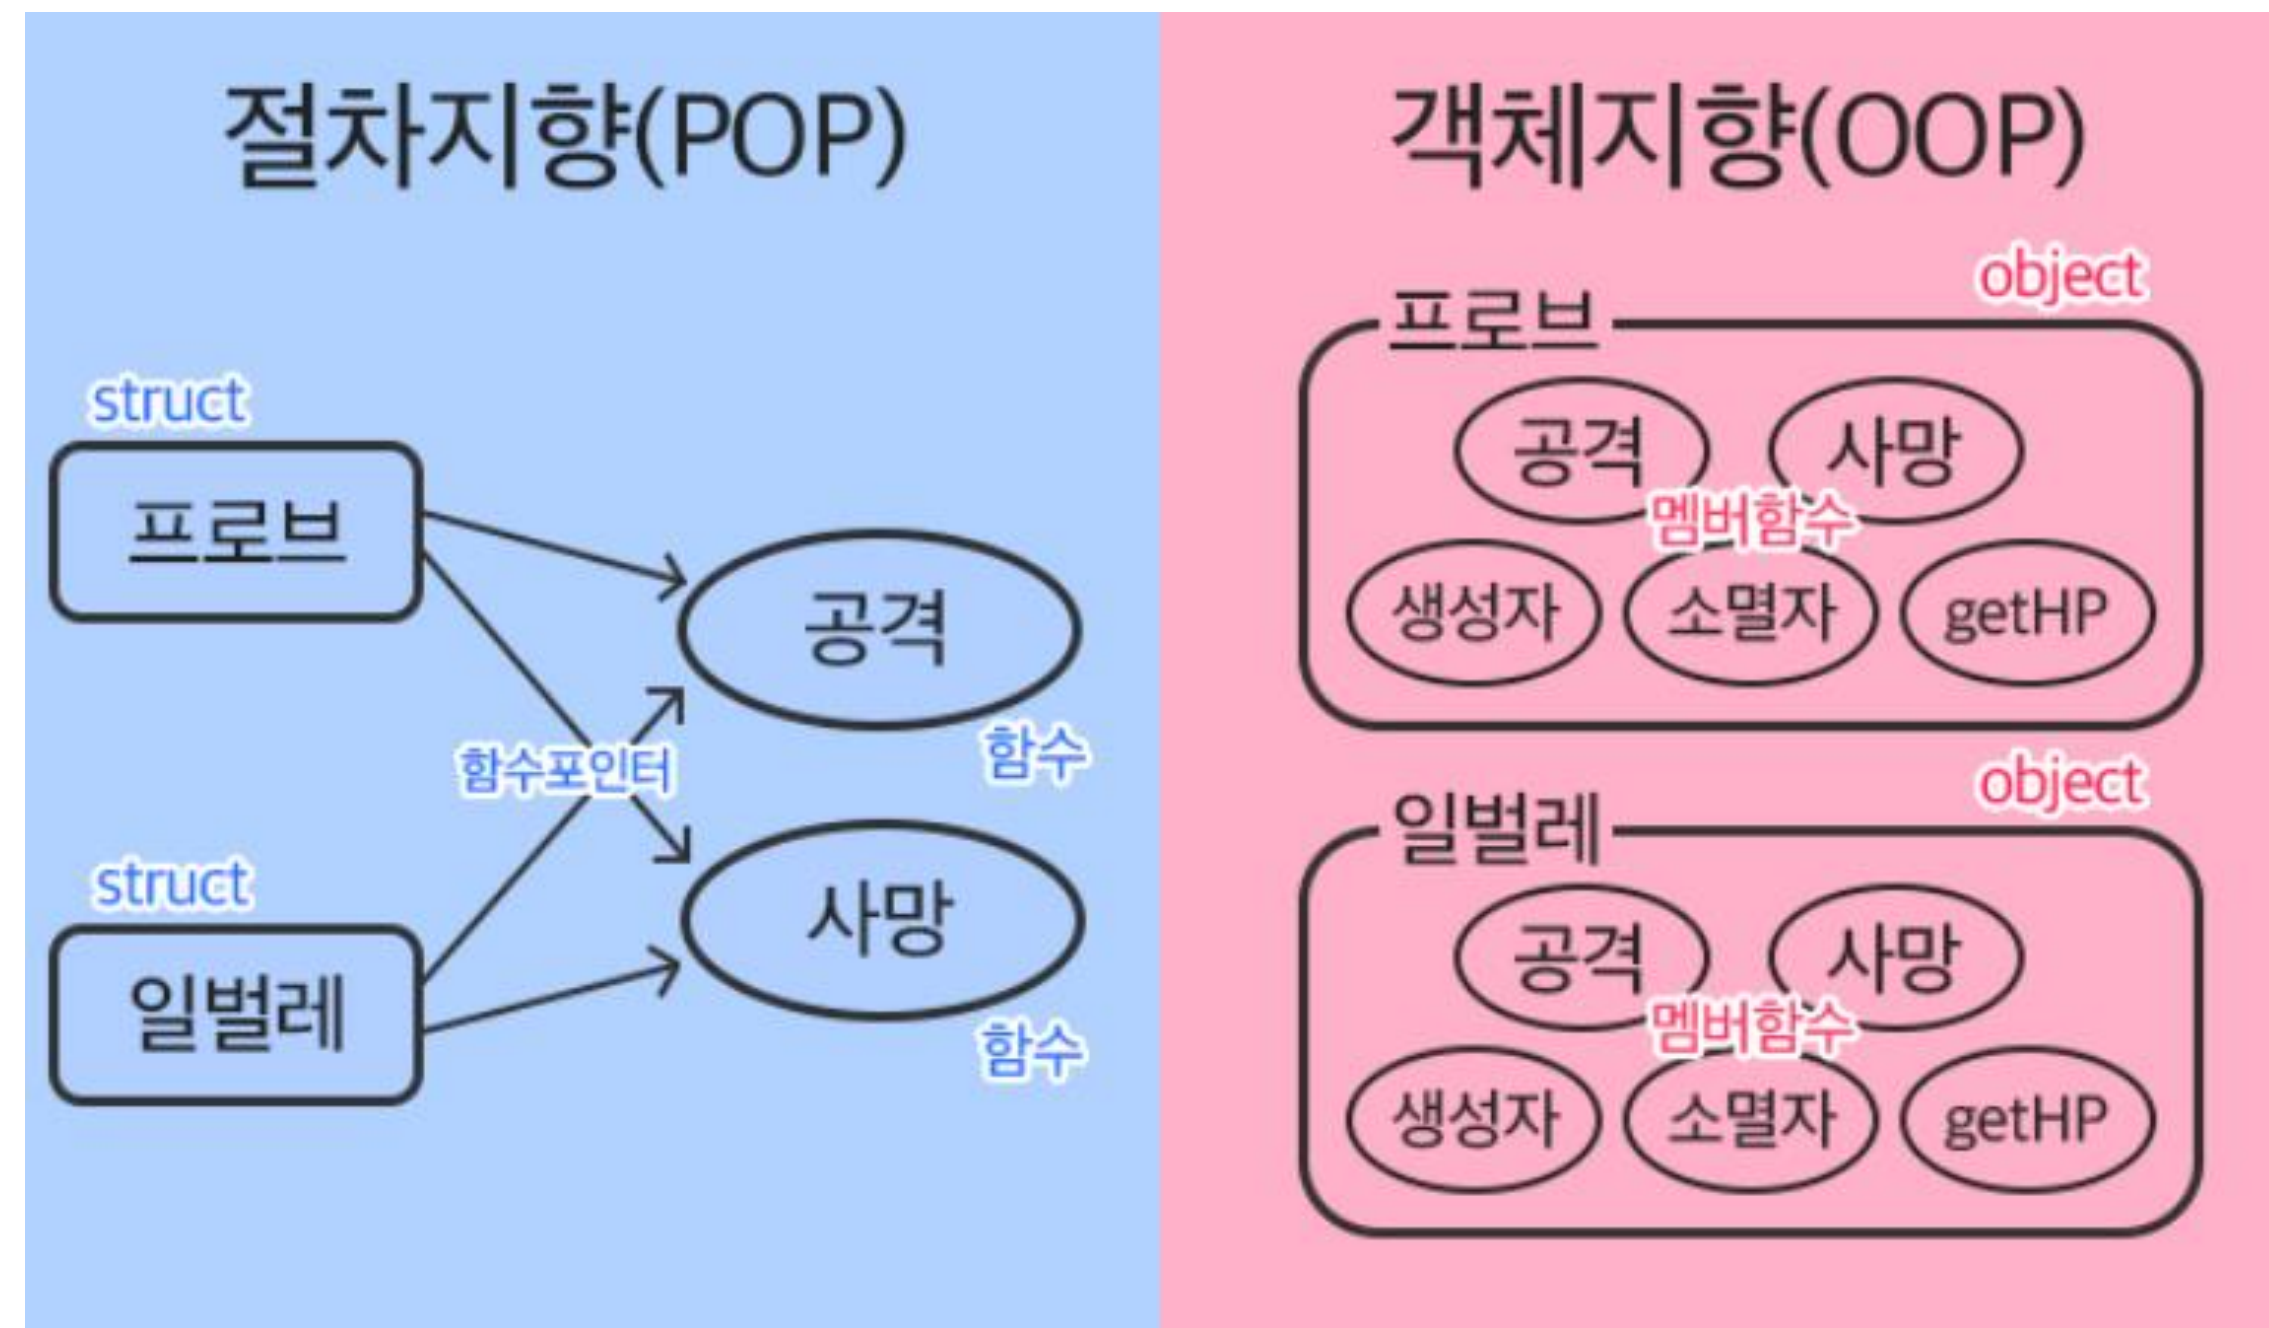 절차지향(POP)
struct
프로브
공격
함수
함수포인터
struct
일벌레
사망
함수
객체지향(OOP)
object
프로브
공격
사망
멤버함수
생성자
소멸자
getHP
object
일벌레
공격
사망
멤버함수
생성자
소멸자
getHP